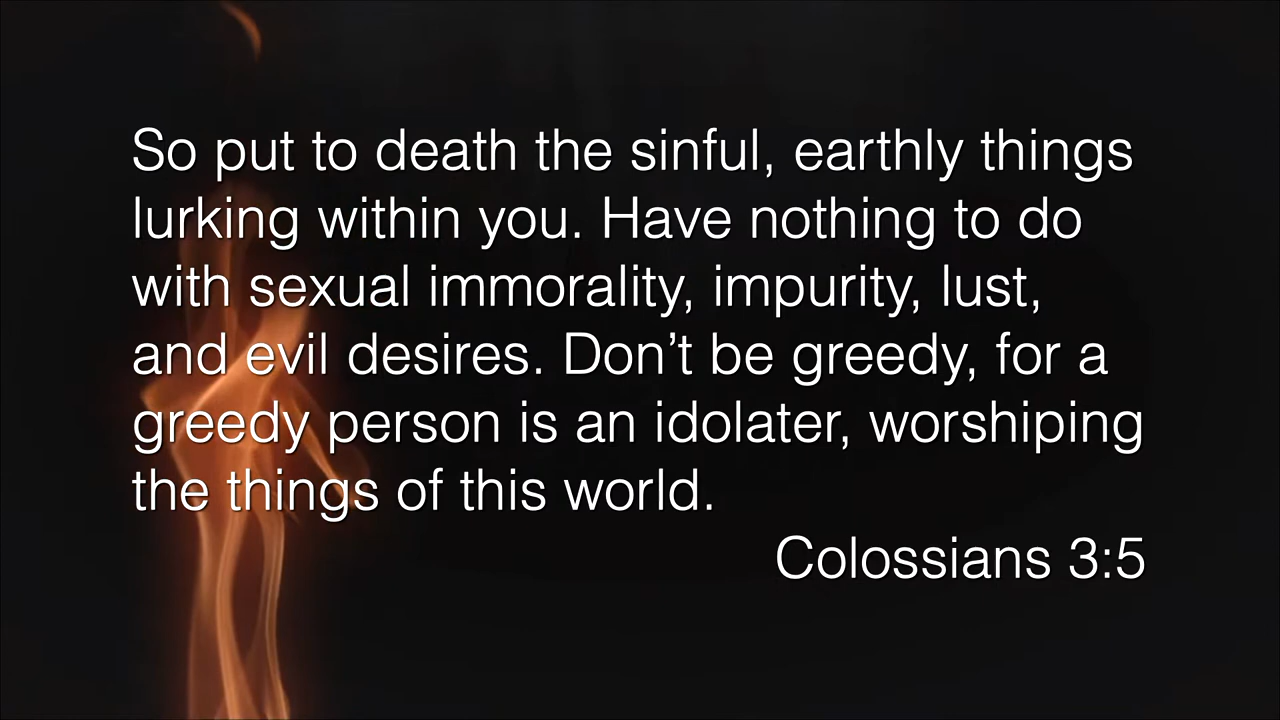 So put to death the sinful, earthly things
lurking within you. Have nothing to do
with sexual immorality, impurity, lust,
and evil desires. Don’t be greedy, for a
greedy person is an idolater, worshiping
the things of this world.
Colossians 3:5